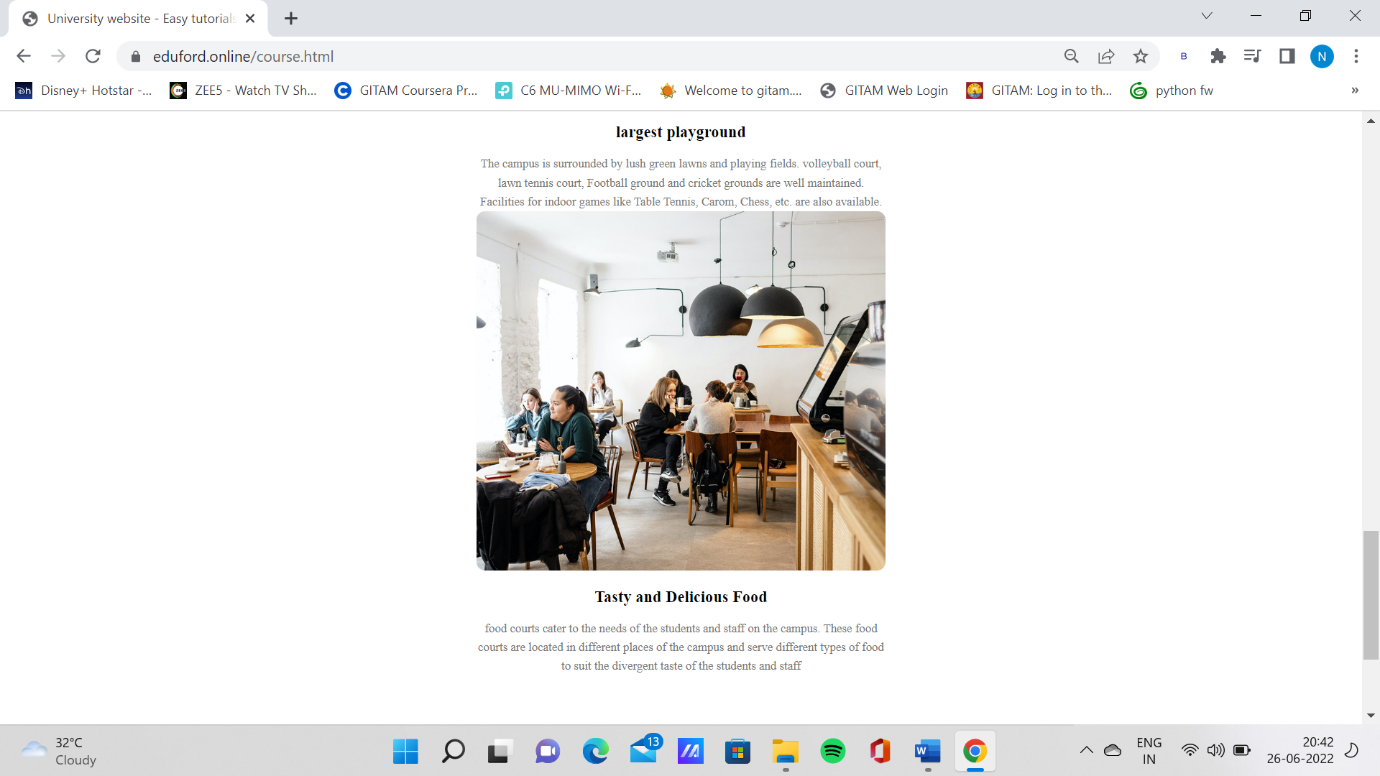 University website - Easy tutorials
eduford.online/course.html
B
N
Disney+ Hotstar -...
ZEE5 - Watch TV Sh...
GITAM Coursera Pr...
C6 MU-MIMO Wi-F...
Welcome to gitam....
GITAM Web Login
GITAM: Log in to th...
python fw
»
largest playground
The campus is surrounded by lush green lawns and playing fields. volleyball court,
lawn tennis court, Football ground and cricket grounds are well maintained.
Facilities for indoor games like Table Tennis, Carom, Chess, etc. are also available.
Tasty and Delicious Food
food courts cater to the needs of the students and staff on the campus. These food
courts are located in different places of the campus and serve different types of food
to suit the divergent taste of the students and staff
32°C
Cloudy
13
ENG
IN
20:42
26-06-2022